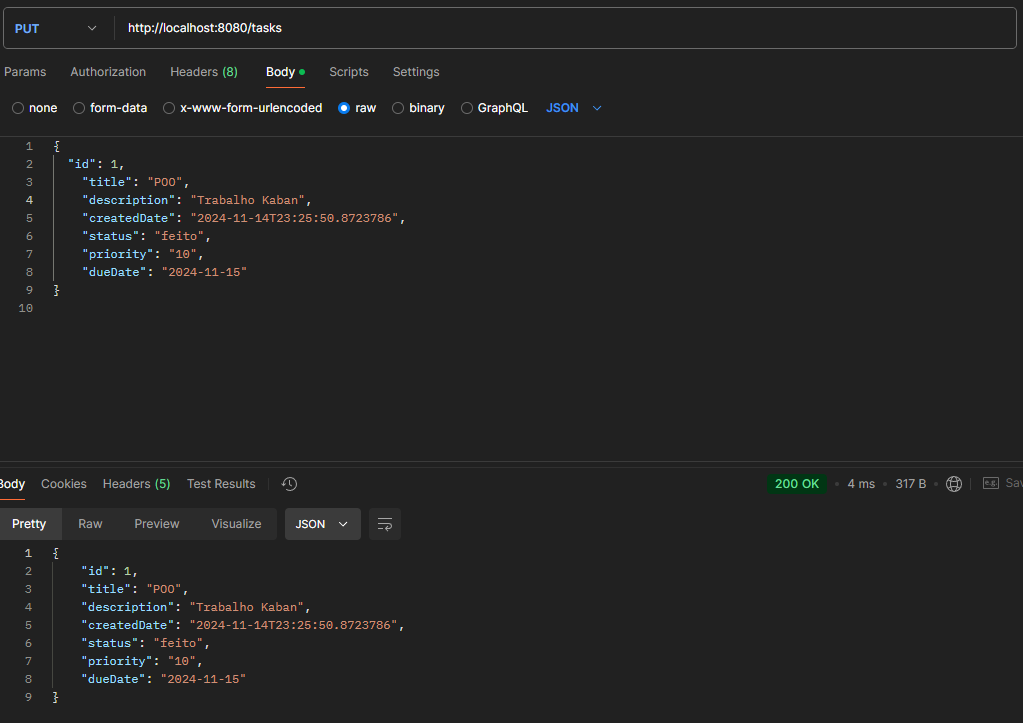 PUT http://localhost:8080/tasks
Params Authorization Headers (8) Body Scripts Settings
none form-data x-www-form-urlencoded raw binary GraphQL JSON
1 {
2 "id": 1,
3 "title": "POO",
4 "description": "Trabalho Kaban",
5 "createdDate": "2024-11-14T23:25:50.8723786",
6 "status": "feito",
7 "priority": "10",
8 "dueDate": "2024-11-15"
9 }
10
Body Cookies Headers (5) Test Results 200 OK • 4 ms • 317 B • e.g. Sav
Pretty Raw Preview Visualize JSON
1 {
2 "id": 1,
3 "title": "POO",
4 "description": "Trabalho Kaban",
5 "createdDate": "2024-11-14T23:25:50.8723786",
6 "status": "feito",
7 "priority": "10",
8 "dueDate": "2024-11-15"
9 }